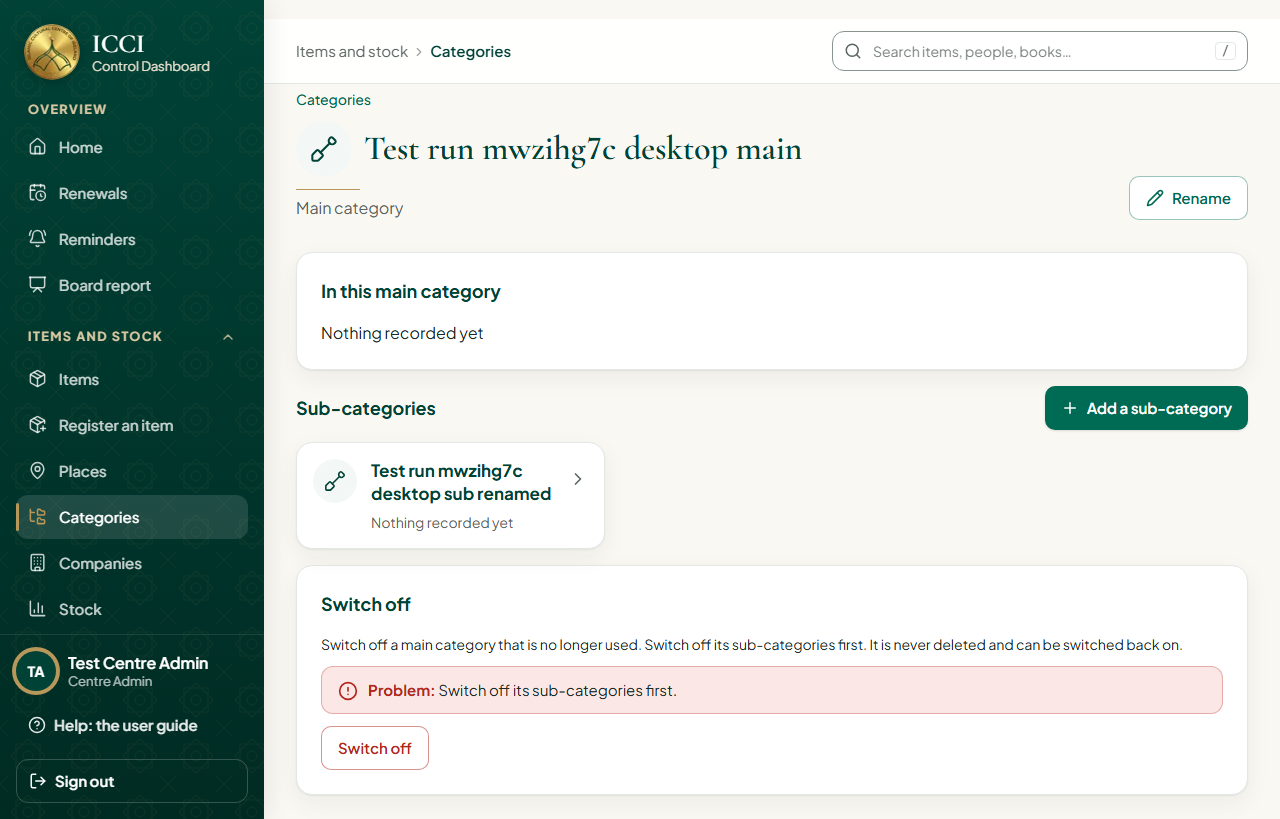 ICCI
Control Dashboard
OVERVIEW
Home
Renewals
Reminders
Board report
ITEMS AND STOCK
Items
Register an item
Places
Categories
Companies
Stock
TA
Test Centre Admin
Centre Admin
Help: the user guide
Sign out
Items and stock > Categories
Search items, people, books...
/
Categories
Test run mwzihg7c desktop main
Main category
Rename
In this main category
Nothing recorded yet
Sub-categories
+ Add a sub-category
Test run mwzihg7c
desktop sub renamed
Nothing recorded yet
Switch off
Switch off a main category that is no longer used. Switch off its sub-categories first. It is never deleted and can be switched back on.
Problem: Switch off its sub-categories first.
Switch off